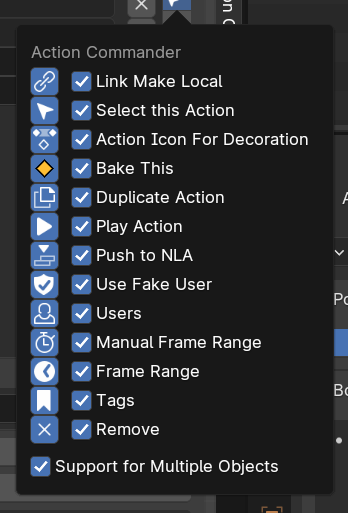 Action Commander
Link Make Local
Select this Action
Action Icon For Decoration
Bake This
Duplicate Action
Play Action
Push to NLA
Use Fake User
Users
Manual Frame Range
Frame Range
Tags
Remove
Support for Multiple Objects